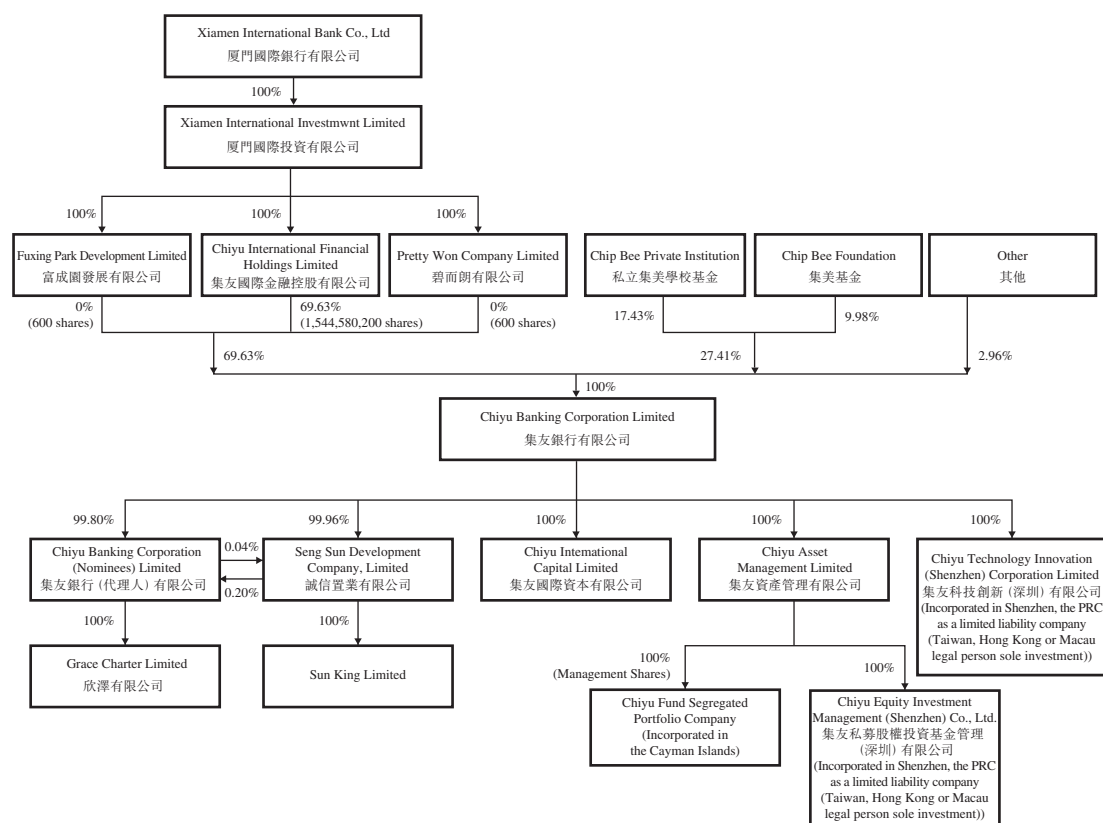 Xiamen International Bank Co., Ltd
廈門國際銀行有限公司
100%
Xiamen International Investmwnt Limited
廈門國際投資有限公司
100%
100%
100%
Fuxing Park Development Limited
富成園發展有限公司
Chiyu International Financial
Holdings Limited
集友國際金融控股有限公司
Pretty Won Company Limited
碧而朗有限公司
Chip Bee Private Institution
私立集美學校基金
Chip Bee Foundation
集美基金
Other
其他
0%
(600 shares)
69.63%
(1,544,580,200 shares)
0%
(600 shares)
17.43%
9.98%
69.63%
27.41%
2.96%
100%
Chiyu Banking Corporation Limited
集友銀行有限公司
99.80%
99.96%
100%
100%
100%
Chiyu Banking Corporation
(Nominees) Limited
集友銀行 (代理人) 有限公司
0.04%
0.20%
Seng Sun Development
Company, Limited
誠信置業有限公司
Chiyu Intemational
Capital Limited
集友國際資本有限公司
Chiyu Asset
Management Limited
集友資產管理有限公司
Chiyu Technology Innovation
(Shenzhen) Corporation Limited
集友科技創新 (深圳) 有限公司
(Incorporated in Shenzhen, the PRC
as a limited liability company
(Taiwan, Hong Kong or Macau
legal person sole investment))
100%
100%
Grace Charter Limited
欣澤有限公司
Sun King Limited
100%
(Management Shares)
100%
Chiyu Fund Segregated
Portfolio Company
(Incorporated in
the Cayman Islands)
Chiyu Equity Investment
Management (Shenzhen) Co., Ltd.
集友私募股權投資基金管理
(深圳) 有限公司
(Incorporated in Shenzhen, the PRC
as a limited liability company
(Taiwan, Hong Kong or Macau
legal person sole investment))